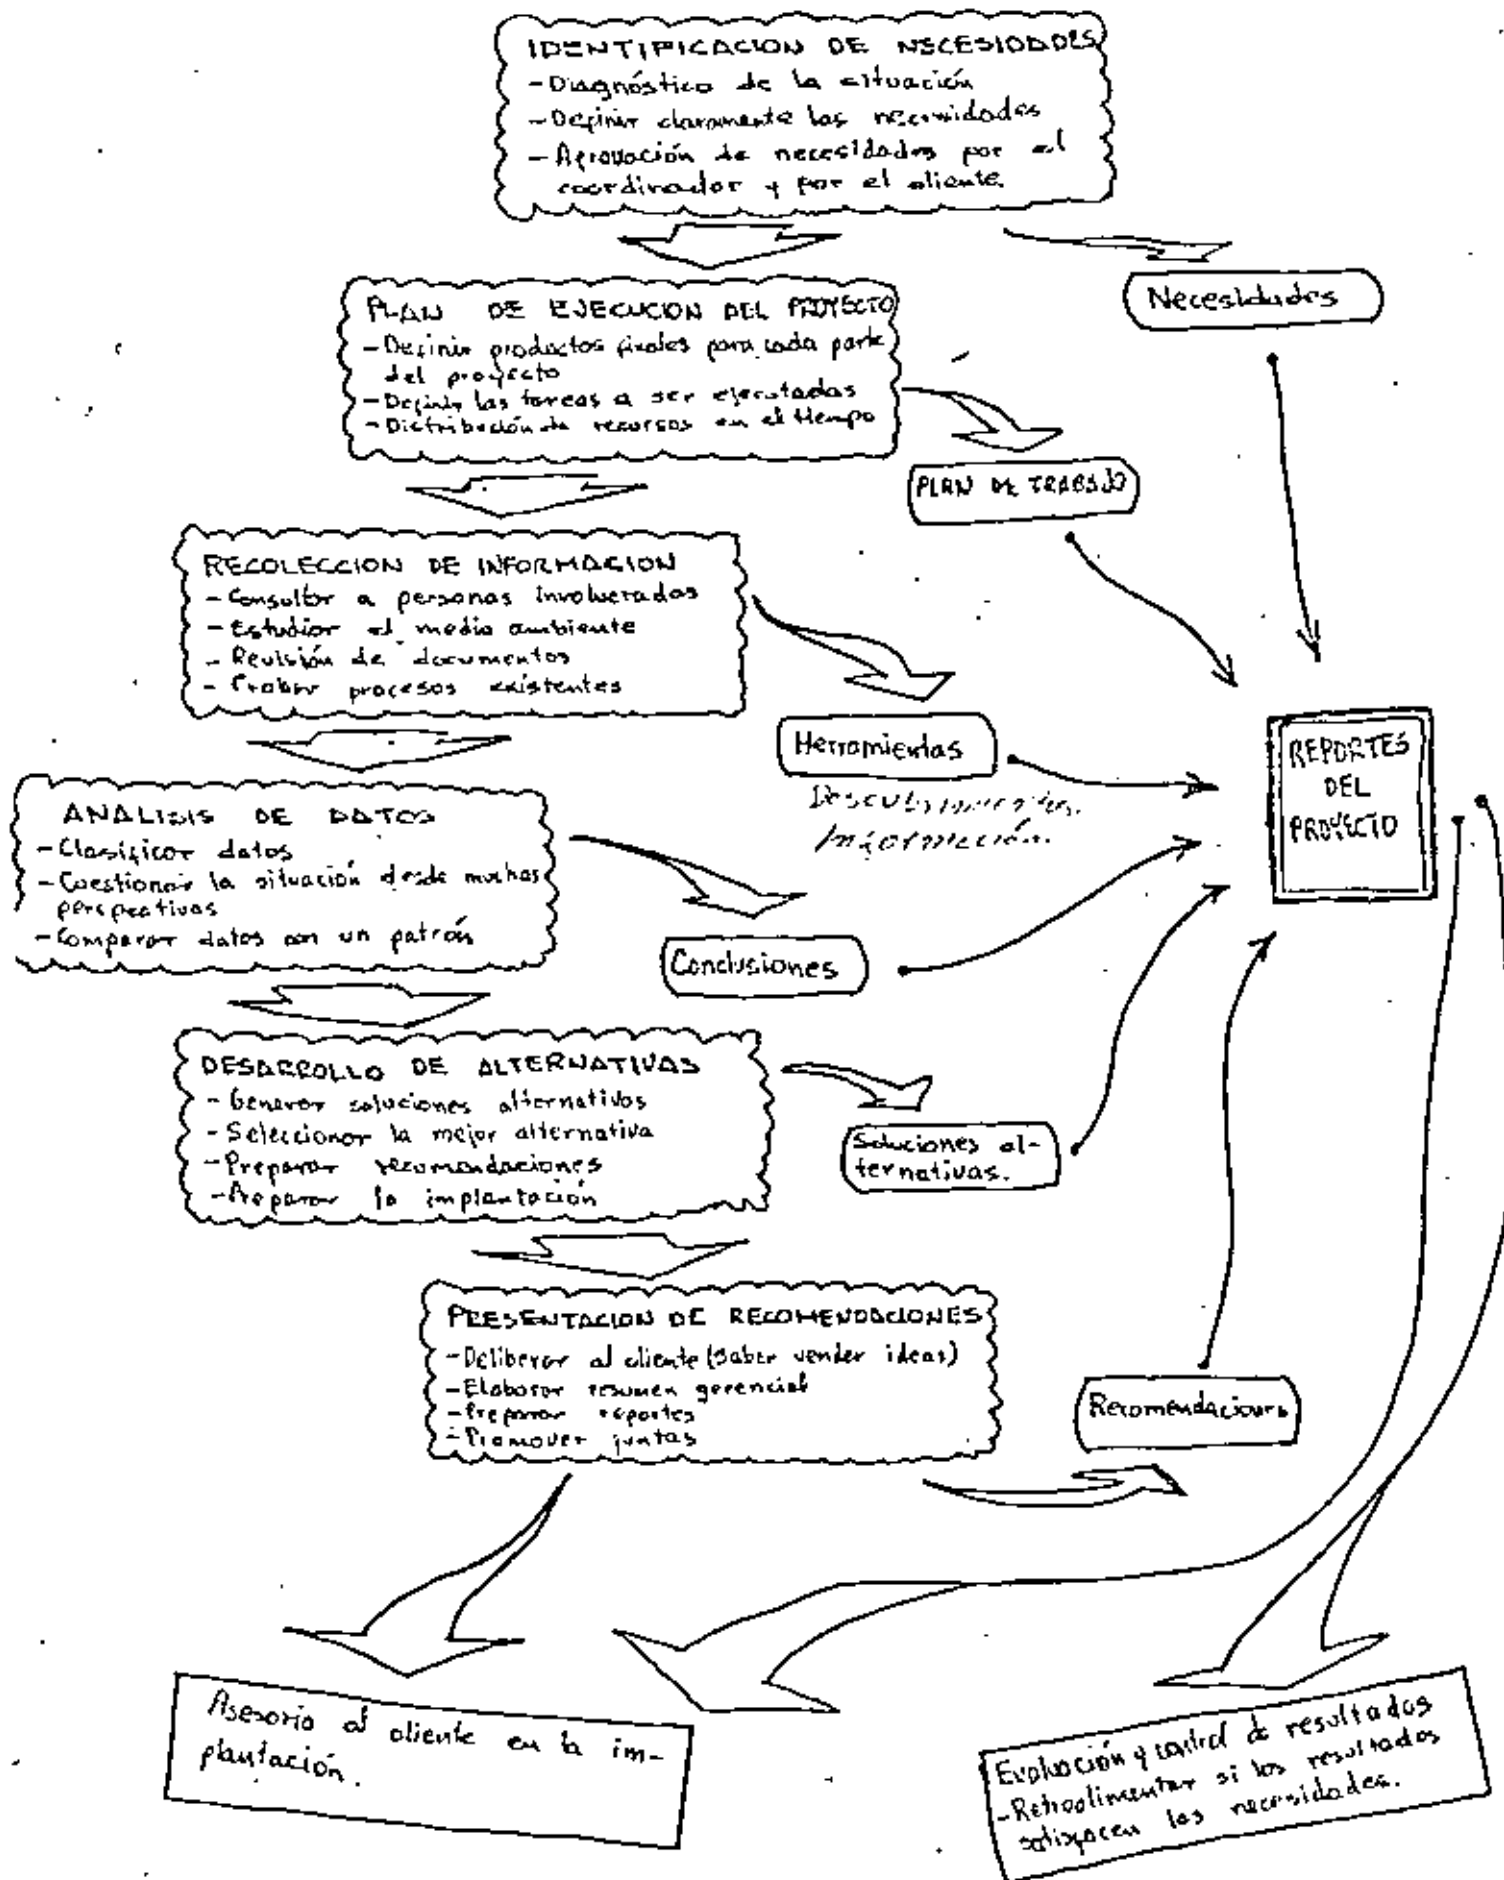 IDENTIFICACION DE NECESIDADES
- Diagnóstico de la situación
- Definir claramente las necesidades
- Aprovación de necesidades por el
coordinador y por el cliente.
Necesidades
PLAN DE EJECUCION DEL PROYECTO
- Definir productos finales para cada parte
del proyecto
- Definir las tareas a ser ejecutadas
- Distribución de recursos en el tiempo
PLAN DE TRABAJO
RECOLECCION DE INFORMACION
- Consultar a personas involucradas
- Estudiar el medio ambiente
- Revisión de documentos
- Probar procesos existentes
Herramientas
Descubrimientos.
Información.
REPORTES
DEL
PROYECTO
ANALISIS DE DATOS
- Clasificar datos
- Cuestionar la situación desde muchas
perspectivas
- Comparar datos con un patrón
Conclusiones
DESARROLLO DE ALTERNATIVAS
- Generar soluciones alternativas
- Seleccionar la mejor alternativa
- Preparar recomendaciones
- Preparar la implantación
Soluciones al-
ternativas.
PRESENTACION DE RECOMENDACIONES
- Deliberar al cliente (saber vender ideas)
- Elaborar resumen gerencial
- Preparar reportes
- Promover juntas
Recomendaciones
Asesoria al cliente en la im-
plantación.
Evaluación y control de resultados
- Retroalimentar si los resultados
satisfacen las necesidades.